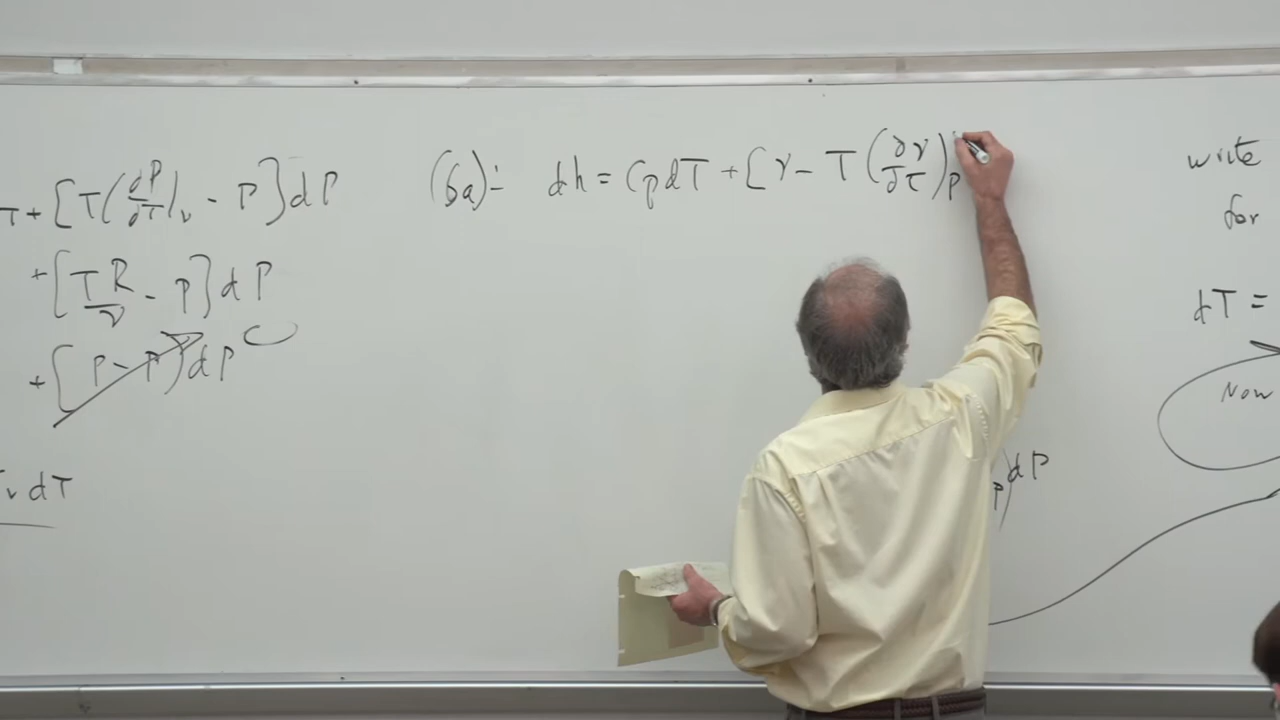 T + [T(∂P/∂T)v - P] dP
+ [TR/v - P] dP
+ [P - P] dP
v dT
(6a):- dh = Cp dT + [v - T(∂v/∂T)p
p) dP
write
for
dT =
Now